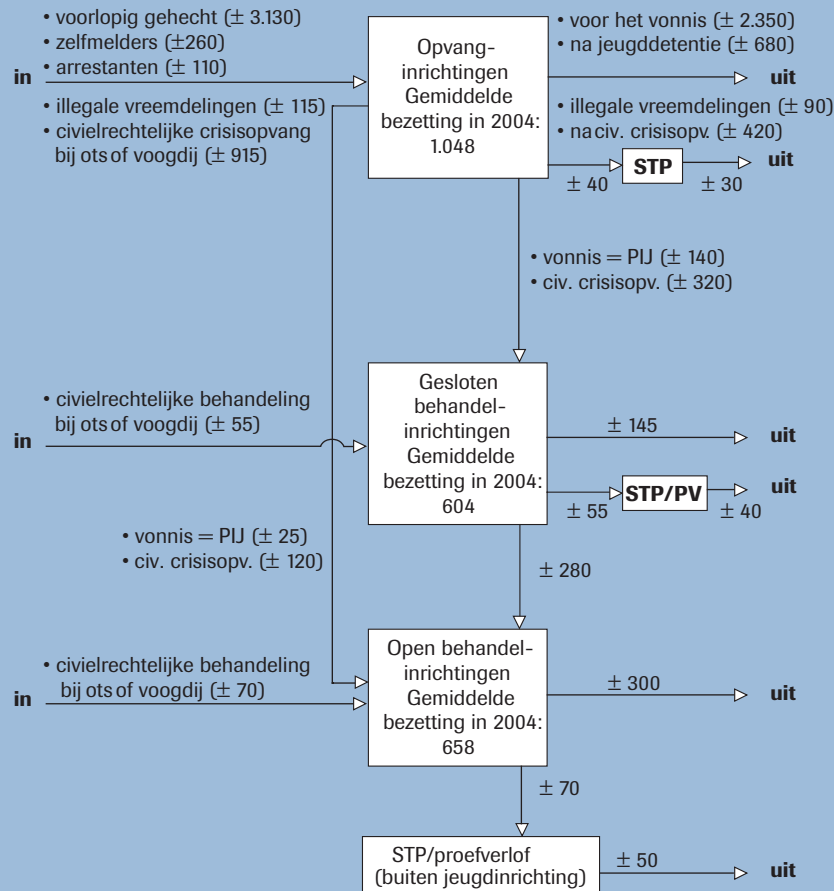 • voorlopig gehecht (± 3.130)
• zelfmelders (±260)
• arrestanten (± 110)
in
• illegale vreemdelingen (± 115)
• civielrechtelijke crisisopvang
bij ots of voogdij (± 915)
Opvang-
inrichtingen
Gemiddelde
bezetting in 2004:
1.048
• voor het vonnis (± 2.350)
• na jeugddetentie (± 680)
uit
• illegale vreemdelingen (± 90)
• na civ. crisisopv. (± 420)
± 40
STP
± 30
uit
• vonnis = PIJ (± 140)
• civ. crisisopv. (± 320)
• civielrechtelijke behandeling
bij ots of voogdij (± 55)
in
Gesloten
behandel-
inrichtingen
Gemiddelde
bezetting in 2004:
604
± 145
uit
± 55
STP/PV
± 40
uit
• vonnis = PIJ (± 25)
• civ. crisisopv. (± 120)
± 280
• civielrechtelijke behandeling
bij ots of voogdij (± 70)
in
Open behandel-
inrichtingen
Gemiddelde
bezetting in 2004:
658
± 300
uit
± 70
STP/proefverlof
(buiten jeugdinrichting)
± 50
uit